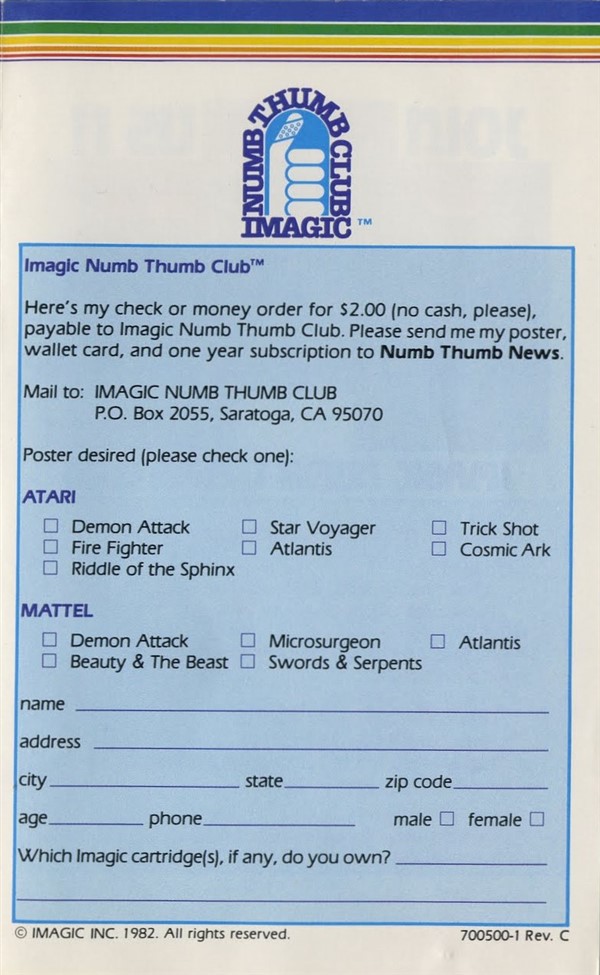 NUMB THUMB CLUB
IMAGIC ™
Imagic Numb Thumb Club™
Here's my check or money order for $2.00 (no cash, please),
payable to Imagic Numb Thumb Club. Please send me my poster,
wallet card, and one year subscription to Numb Thumb News.
Mail to: IMAGIC NUMB THUMB CLUB
P.O. Box 2055, Saratoga, CA 95070
Poster desired (please check one):
ATARI
☐ Demon Attack ☐ Star Voyager ☐ Trick Shot
☐ Fire Fighter ☐ Atlantis ☐ Cosmic Ark
☐ Riddle of the Sphinx
MATTEL
☐ Demon Attack ☐ Microsurgeon ☐ Atlantis
☐ Beauty & The Beast ☐ Swords & Serpents
name
address
city state zip code
age phone male ☐ female ☐
Which Imagic cartridge(s), if any, do you own?
© IMAGIC INC. 1982. All rights reserved. 700500-1 Rev. C